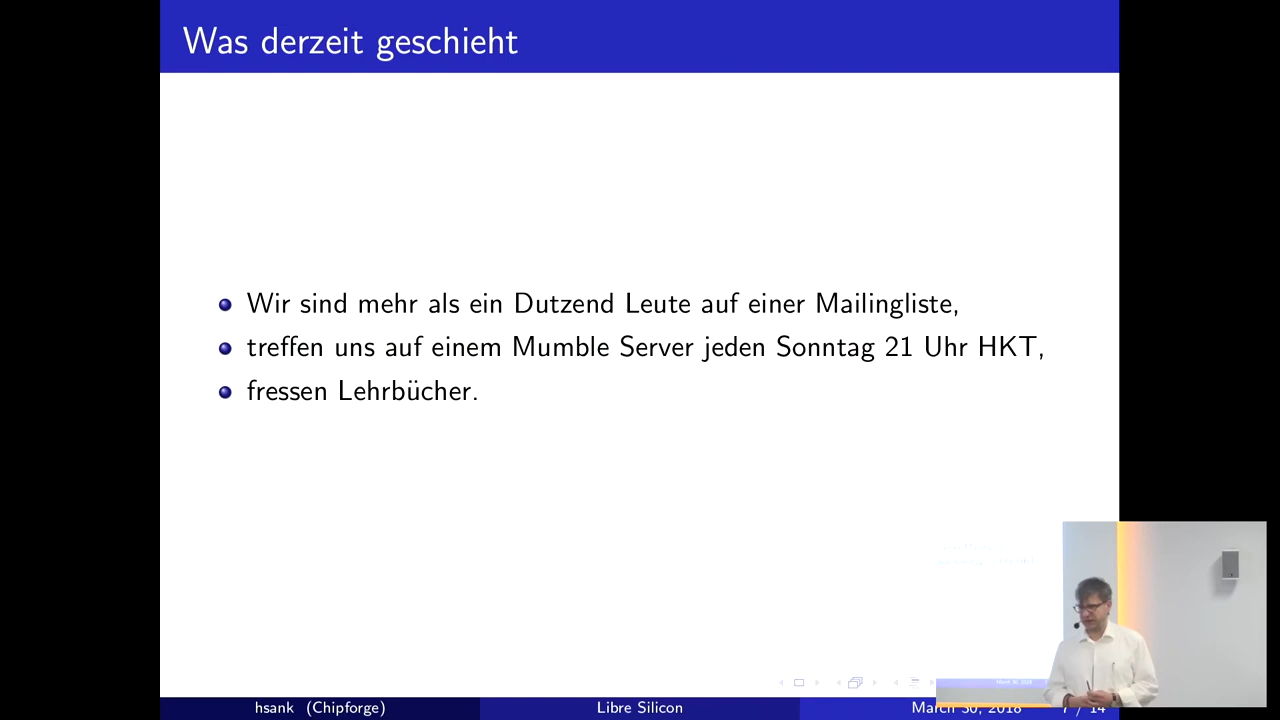 Was derzeit geschieht
Wir sind mehr als ein Dutzend Leute auf einer Mailingliste,
treffen uns auf einem Mumble Server jeden Sonntag 21 Uhr HKT,
fressen Lehrbücher.
hsank (Chipforge)
Libre Silicon
March 30, 2018
7 / 14